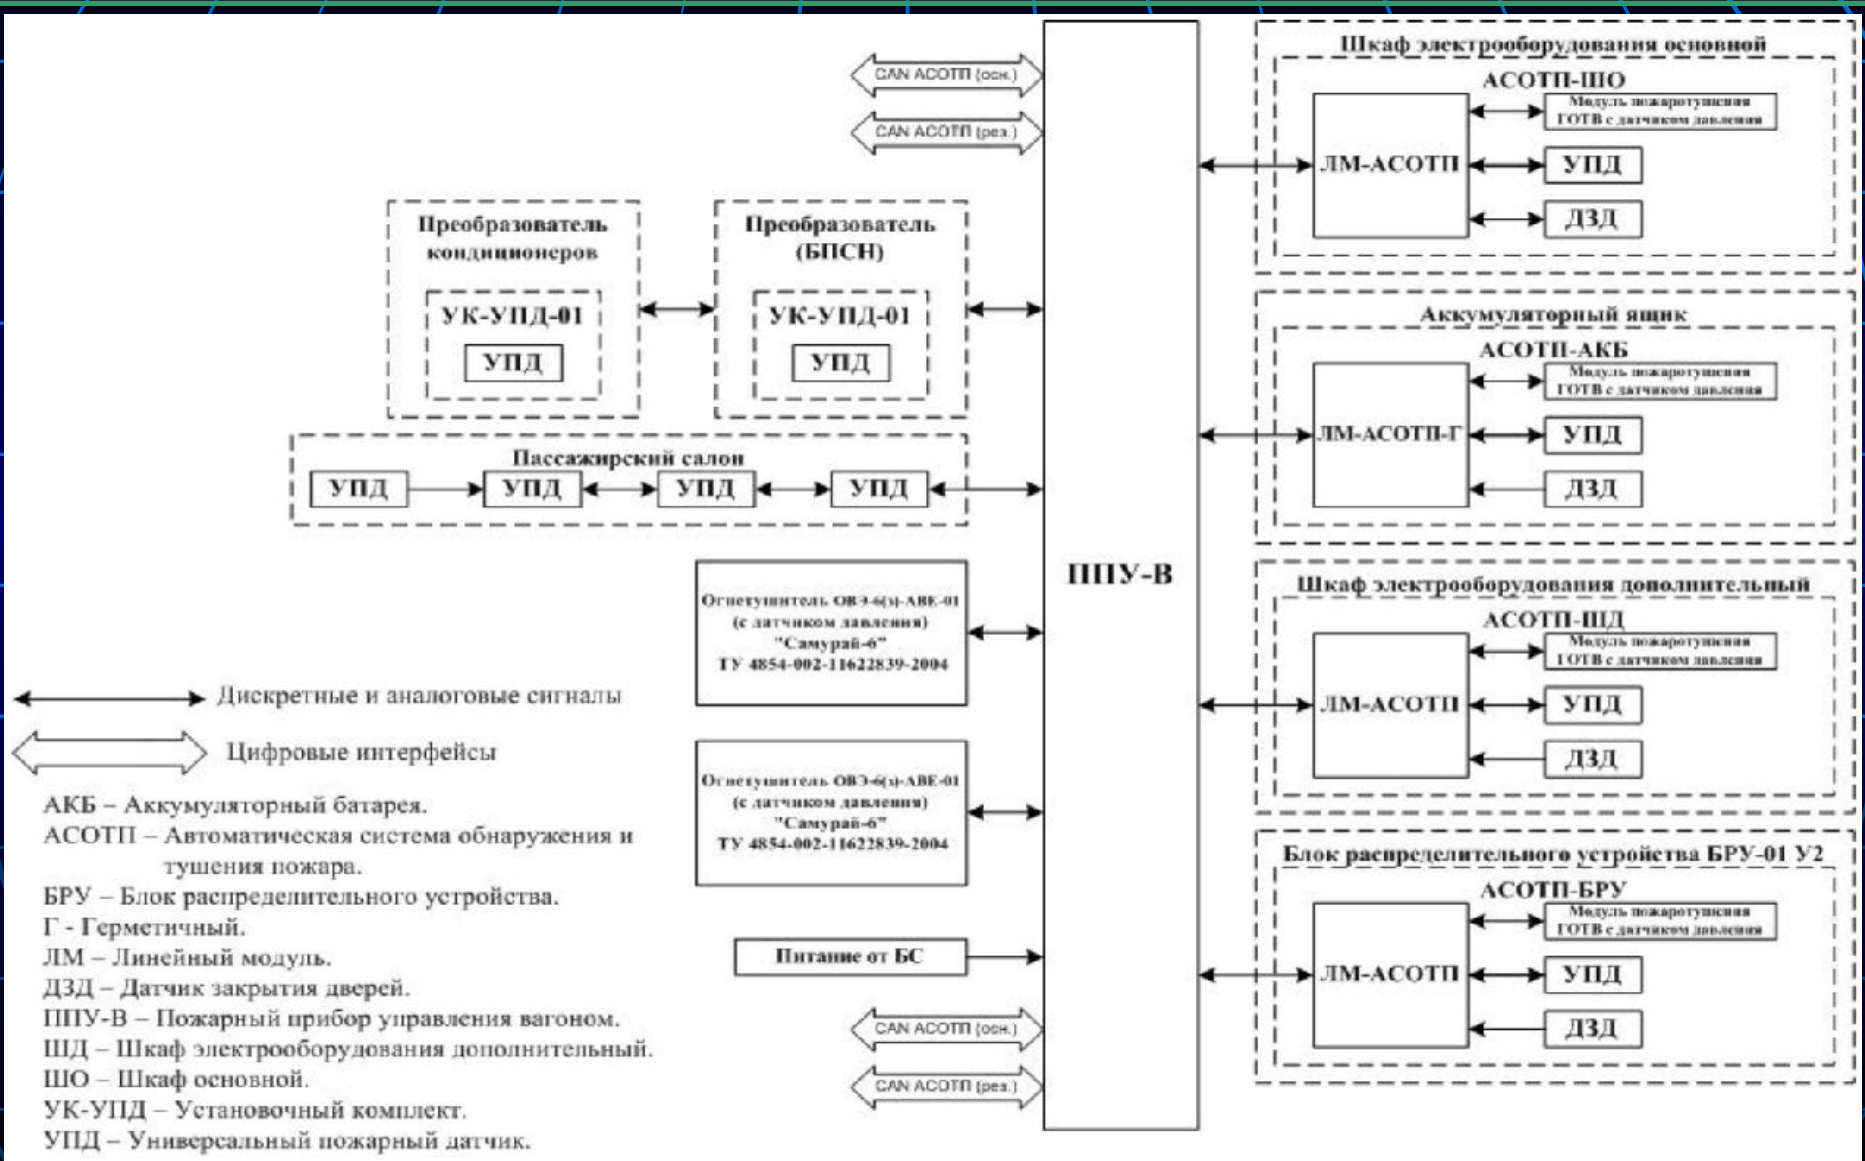 CAN АСОТП (осн.)
CAN АСОТП (рез.)
Преобразователь
кондиционеров
УК-УПД-01
УПД
Преобразователь
(БПСН)
УК-УПД-01
УПД
Пассажирский салон
УПД
УПД
УПД
УПД
Огнетушитель ОВЭ-6(з)-АВЕ-01
(с датчиком давления)
"Самурай-6"
ТУ 4854-002-11622839-2004
Огнетушитель ОВЭ-6(з)-АВЕ-01
(с датчиком давления)
"Самурай-6"
ТУ 4854-002-11622839-2004
Питание от БС
CAN АСОТП (осн.)
CAN АСОТП (рез.)
ППУ-В
Шкаф электрооборудования основной
АСОТП-ШО
ЛМ-АСОТП
Модуль пожаротушения
ГОТВ с датчиком давления
УПД
ДЗД
Аккумуляторный ящик
АСОТП-АКБ
ЛМ-АСОТП-Г
Модуль пожаротушения
ГОТВ с датчиком давления
УПД
ДЗД
Шкаф электрооборудования дополнительный
АСОТП-ШД
ЛМ-АСОТП
Модуль пожаротушения
ГОТВ с датчиком давления
УПД
ДЗД
Блок распределительного устройства БРУ-01 У2
АСОТП-БРУ
ЛМ-АСОТП
Модуль пожаротушения
ГОТВ с датчиком давления
УПД
ДЗД
Дискретные и аналоговые сигналы
Цифровые интерфейсы
АКБ – Аккумуляторный батарея.
АСОТП – Автоматическая система обнаружения и
тушения пожара.
БРУ – Блок распределительного устройства.
Г - Герметичный.
ЛМ – Линейный модуль.
ДЗД – Датчик закрытия дверей.
ППУ-В – Пожарный прибор управления вагоном.
ШД – Шкаф электрооборудования дополнительный.
ШО – Шкаф основной.
УК-УПД – Установочный комплект.
УПД – Универсальный пожарный датчик.